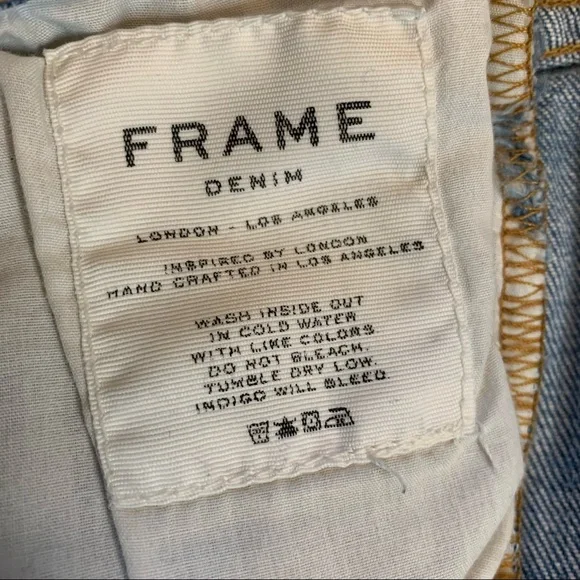 FRAME
DENIM
LONDON - LOS ANGELES
INSPIRED BY LONDON
HAND CRAFTED IN LOS ANGELES
WASH INSIDE OUT
IN COLD WATER
WITH LIKE COLORS
DO NOT BLEACH.
TUMBLE DRY LOW.
INDIGO WILL BLEED.